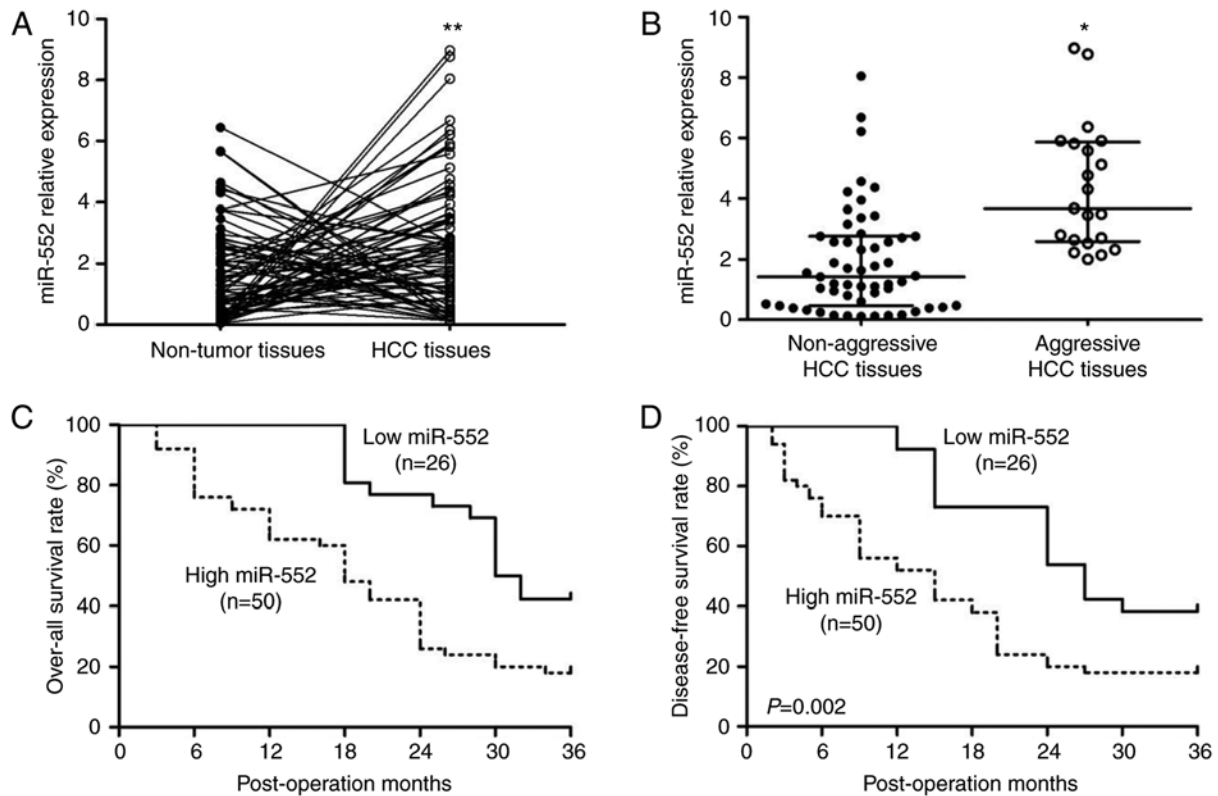 A
miR-552 relative expression
10
8
6
4
2
0
**
Non-tumor tissues
HCC tissues
B
miR-552 relative expression
10
8
6
4
2
0
*
Non-aggressive
HCC tissues
Aggressive
HCC tissues
C
Over-all survival rate (%)
100
80
60
40
20
0
Low miR-552
(n=26)
High miR-552
(n=50)
0 6 12 18 24 30 36
Post-operation months
D
Disease-free survival rate (%)
100
80
60
40
20
0
Low miR-552
(n=26)
High miR-552
(n=50)
P=0.002
0 6 12 18 24 30 36
Post-operation months